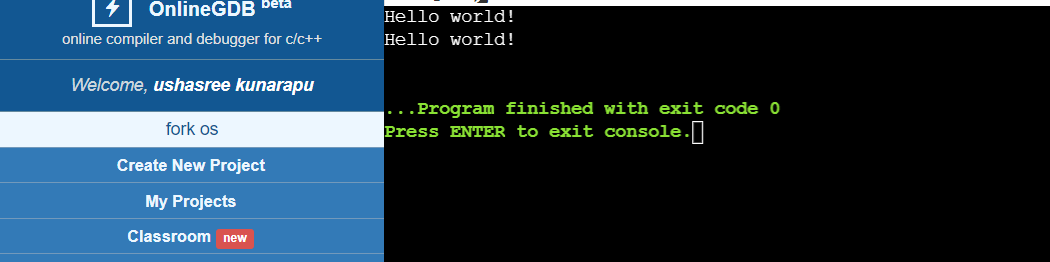 OnlineGDB beta
online compiler and debugger for c/c++
Welcome, ushasree kunarapu
fork os
Create New Project
My Projects
Classroom new
Hello world!
Hello world!
...Program finished with exit code 0
Press ENTER to exit console.